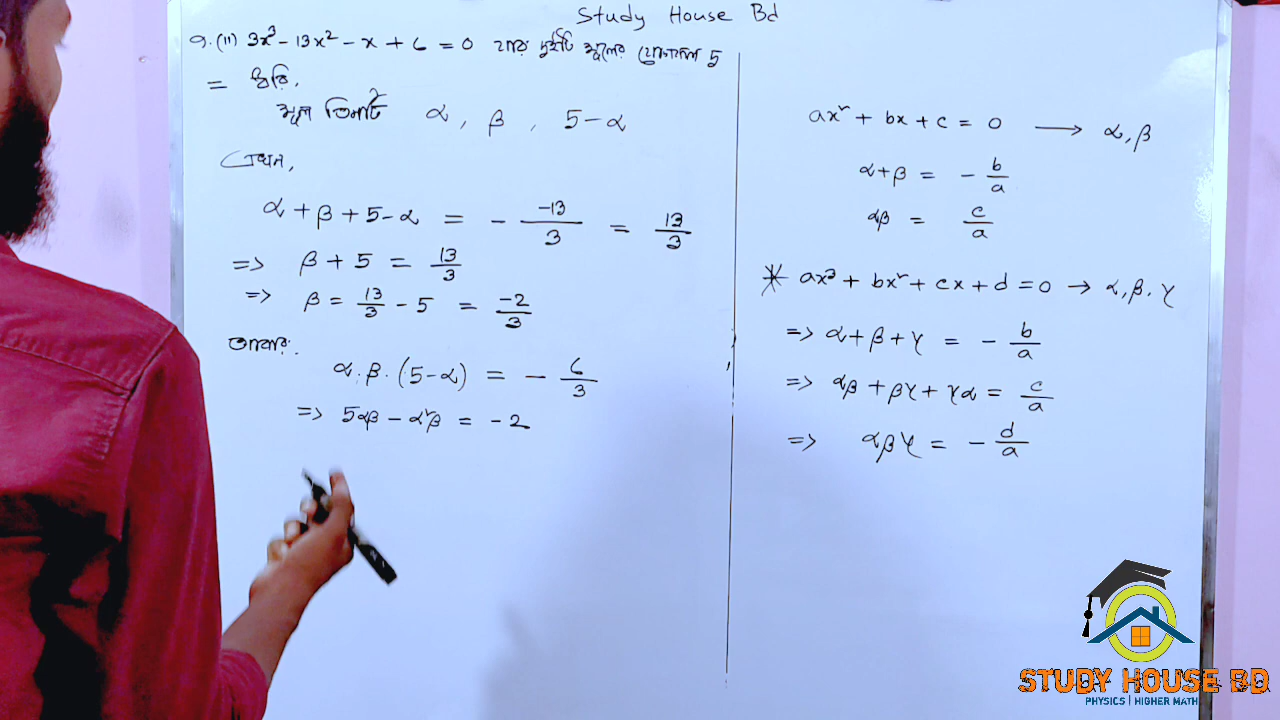 Study House Bd
৭. (ii) 3x³ - 13x² - x + 6 = 0 যার দুইটি মূলের যোগফল 5
= ধরি,
মূল তিনটি α, β, 5-α
এখন,
α + β + 5 - α = - -13/3 = 13/3
=> β + 5 = 13/3
=> β = 13/3 - 5 = -2/3
আবার,
α.β.(5-α) = - 6/3
=> 5αβ - α²β = -2
ax² + bx + c = 0 → α, β
α+β = - b/a
αβ = c/a
* ax³ + bx² + cx + d = 0 → α, β, γ
=> α + β + γ = - b/a
=> αβ + βγ + γα = c/a
=> αβγ = - d/a
STUDY HOUSE BD
PHYSICS | HIGHER MATH